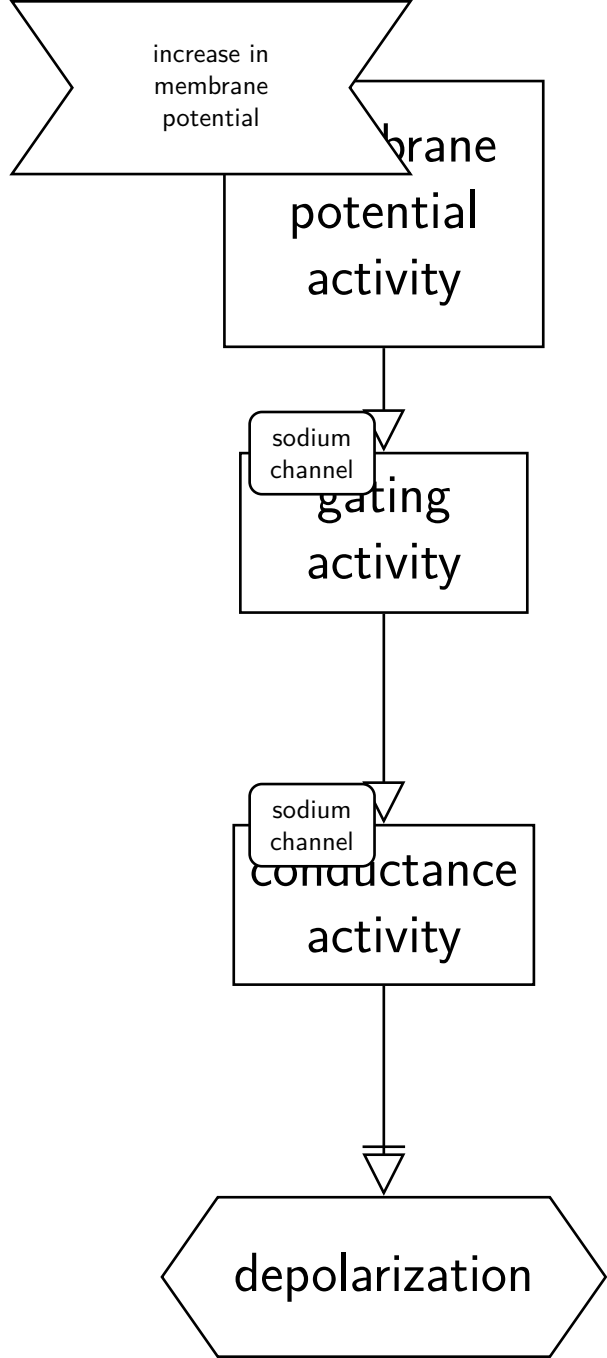 increase in
membrane
potential
brane
potential
activity
sodium
channel
gating
activity
sodium
channel
conductance
activity
depolarization